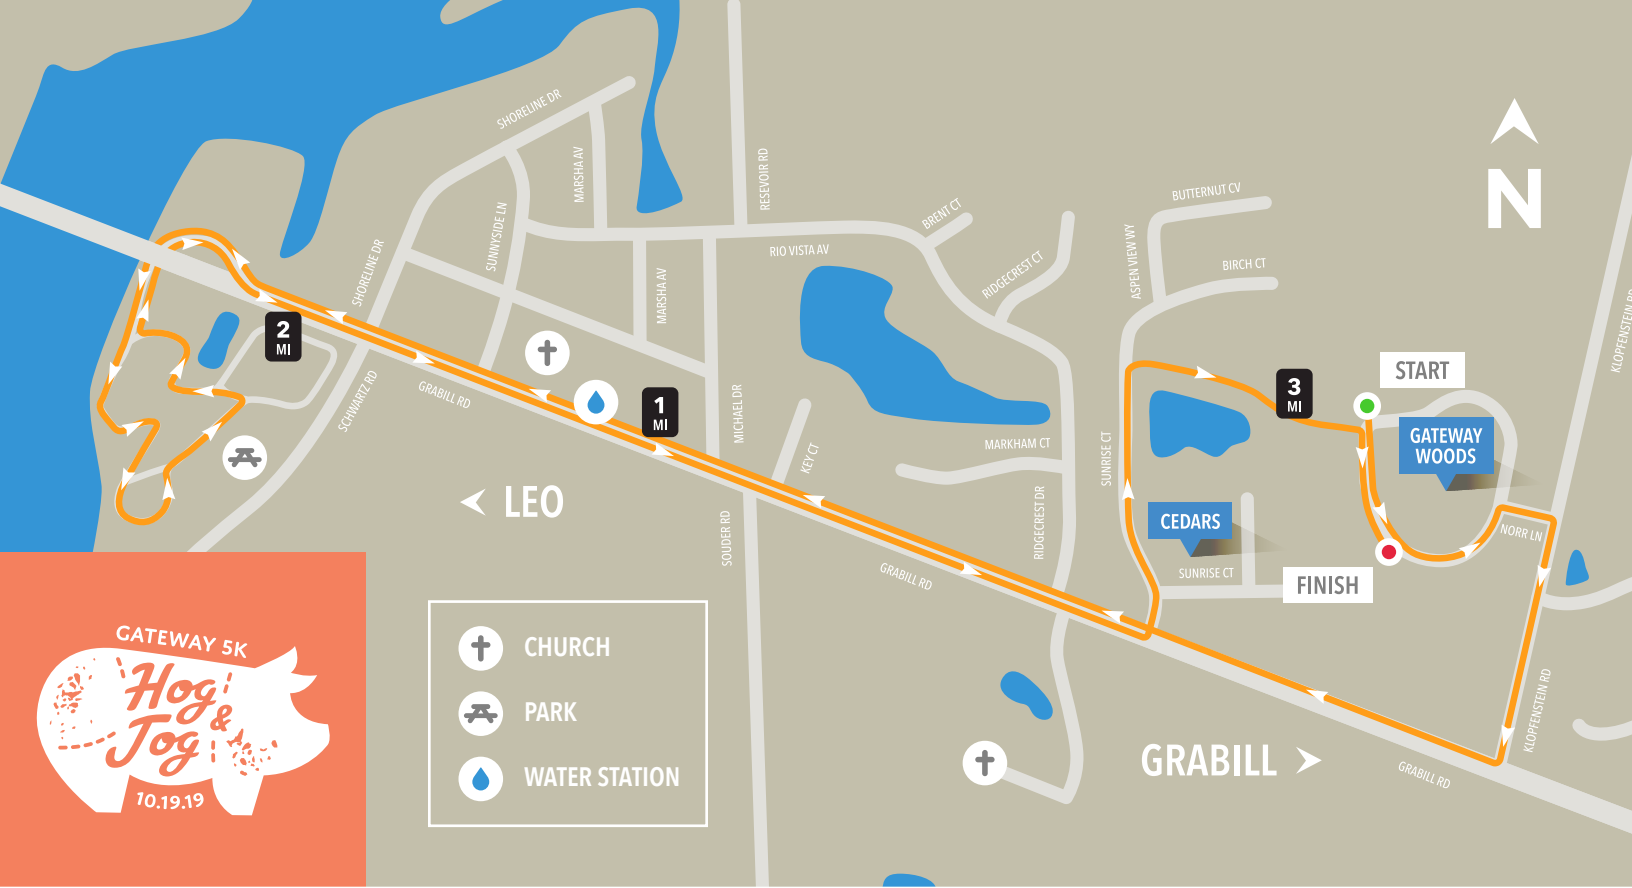 SHORELINE DR
MARSHA AV
RESEVOIR RD
SUNNYSIDE LN
SHORELINE DR
BRENT CT
RIO VISTA AV
RIDGECREST CT
MARSHA AV
BUTTERNUT CV
ASPEN VIEW WY
BIRCH CT
N
KLOPFENSTEIN RD
2
MI
GRABILL RD
SCHWARTZ RD
1
MI
MICHAEL DR
KEY CT
MARKHAM CT
SUNRISE CT
3
MI
START
GATEWAY
WOODS
LEO
SOUDER RD
GRABILL RD
RIDGECREST DR
CEDARS
SUNRISE CT
FINISH
NORR LN
GATEWAY 5K
Hog
&
Jog
10.19.19
CHURCH
PARK
WATER STATION
GRABILL
GRABILL RD
KLOPFENSTEIN RD